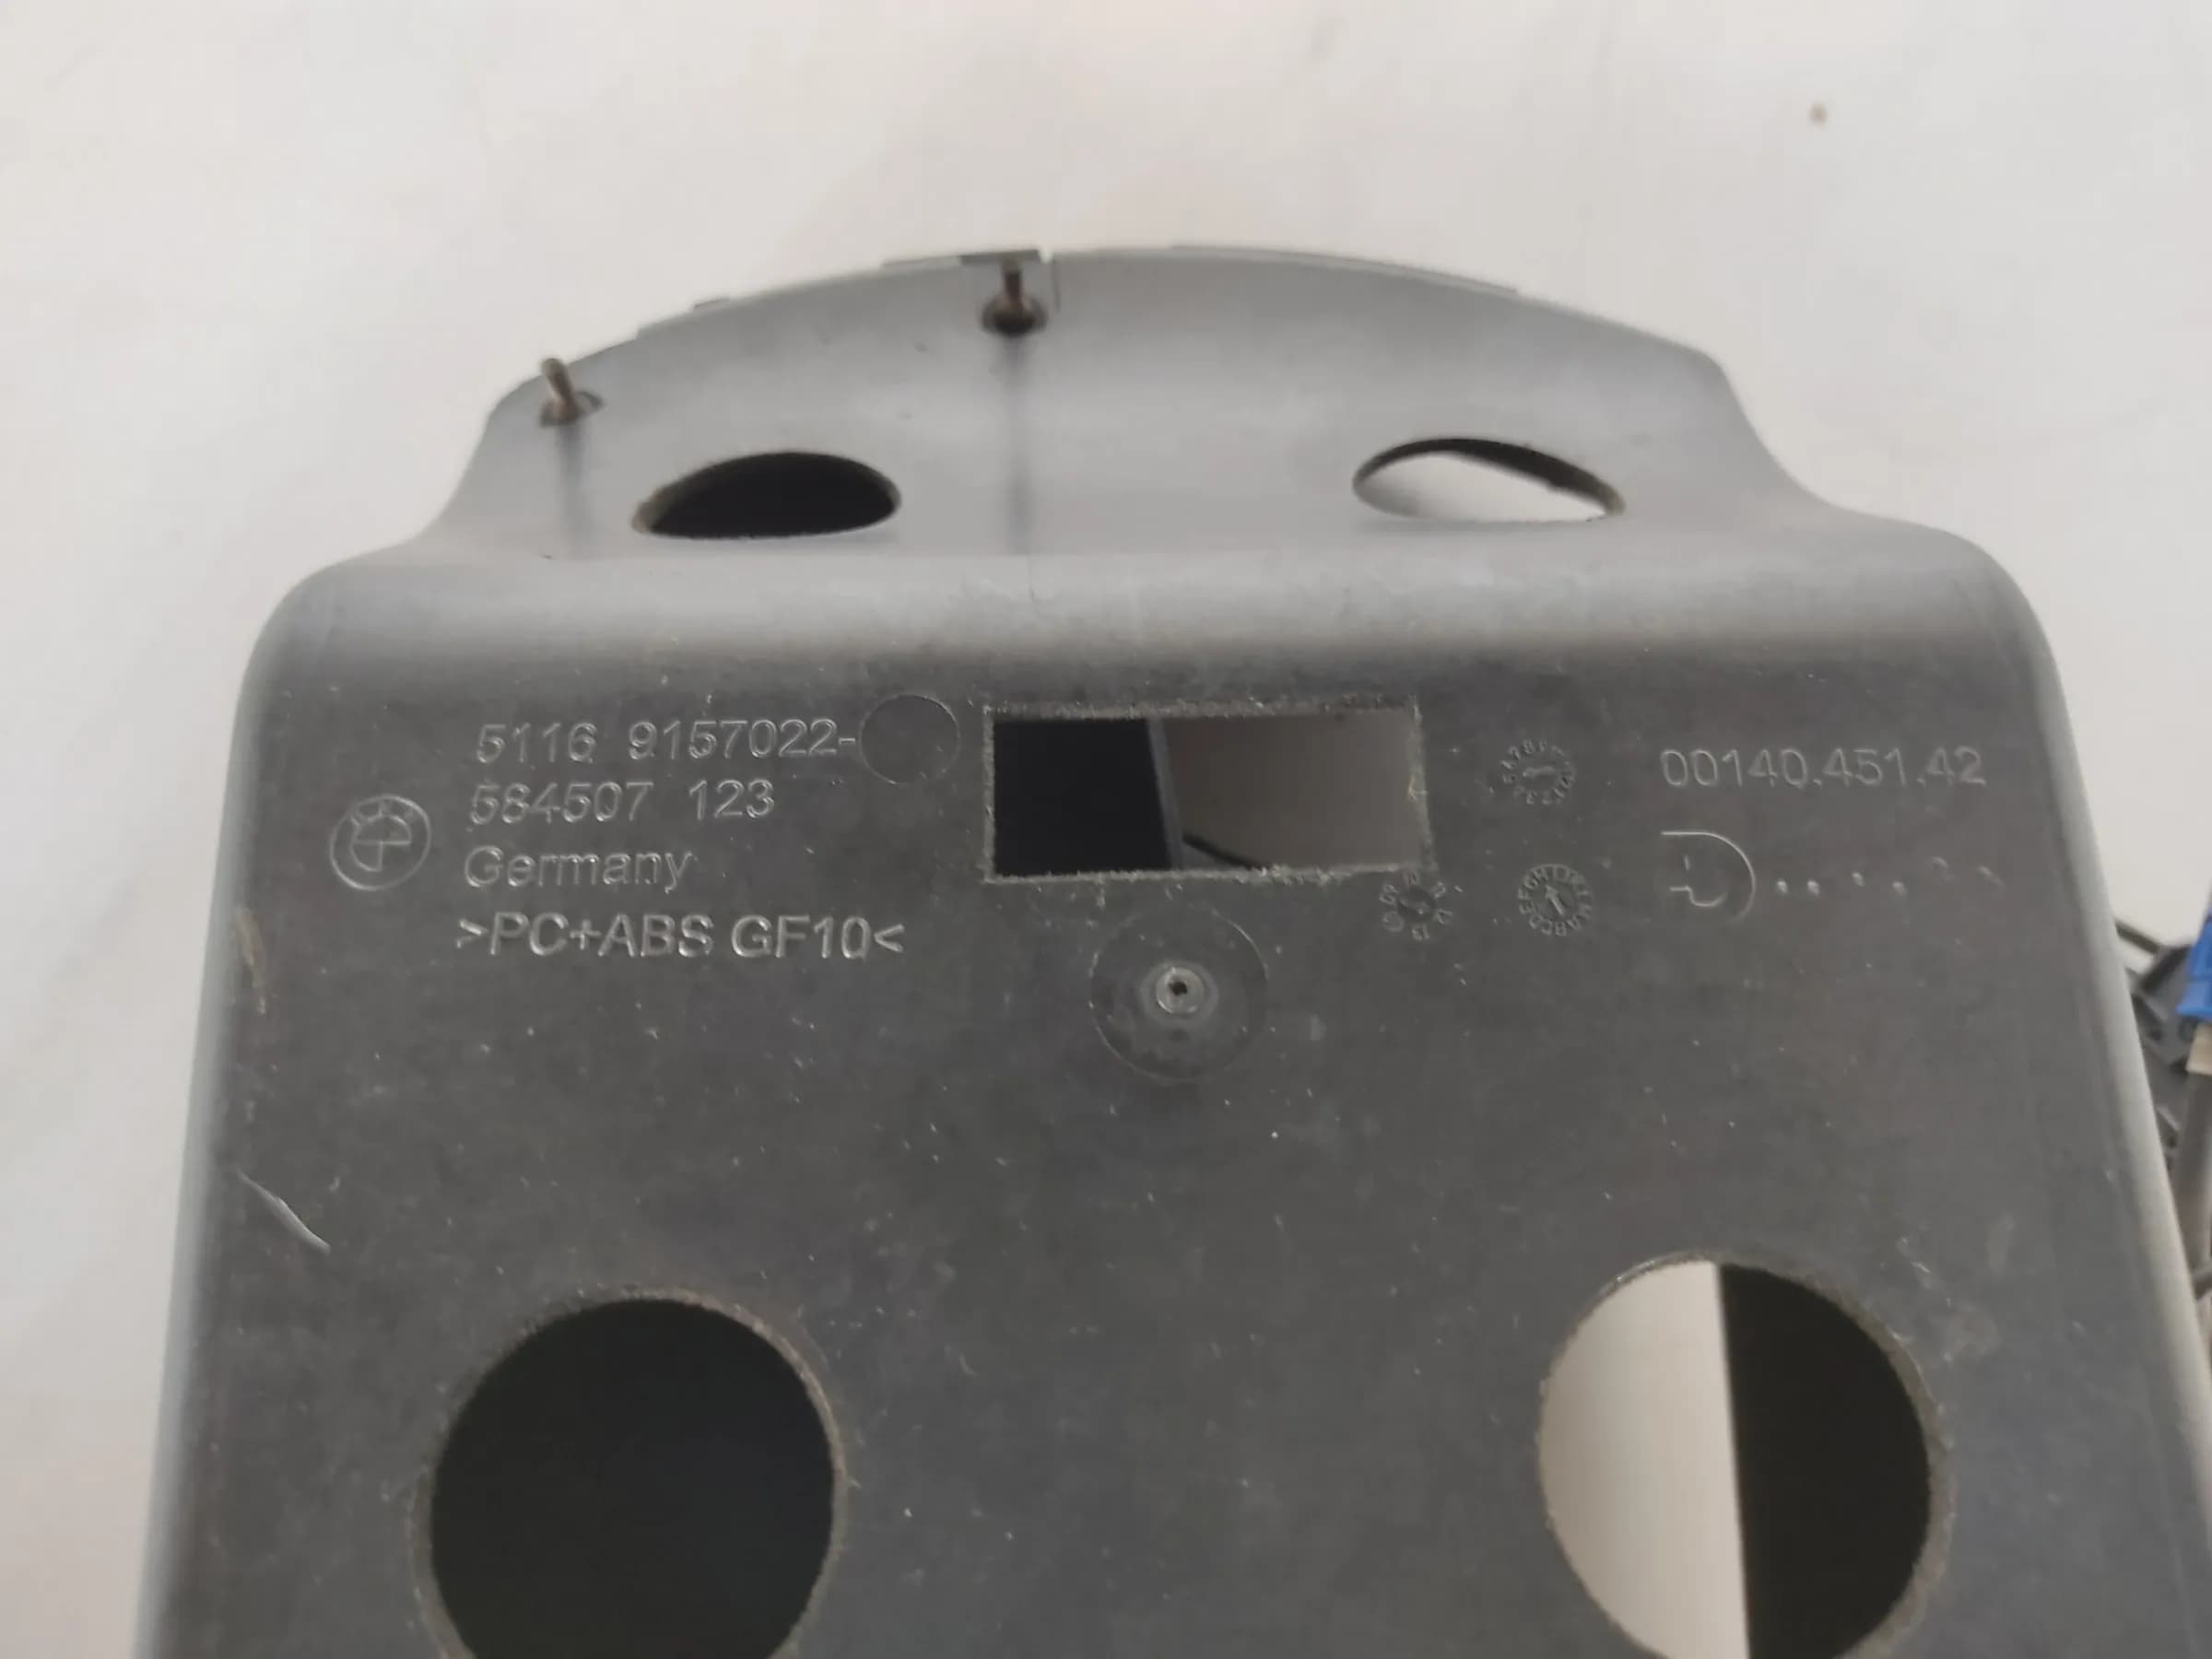 5116 9157022-
584507 123
Germany
>PC+ABS GF10<
00140.451.42